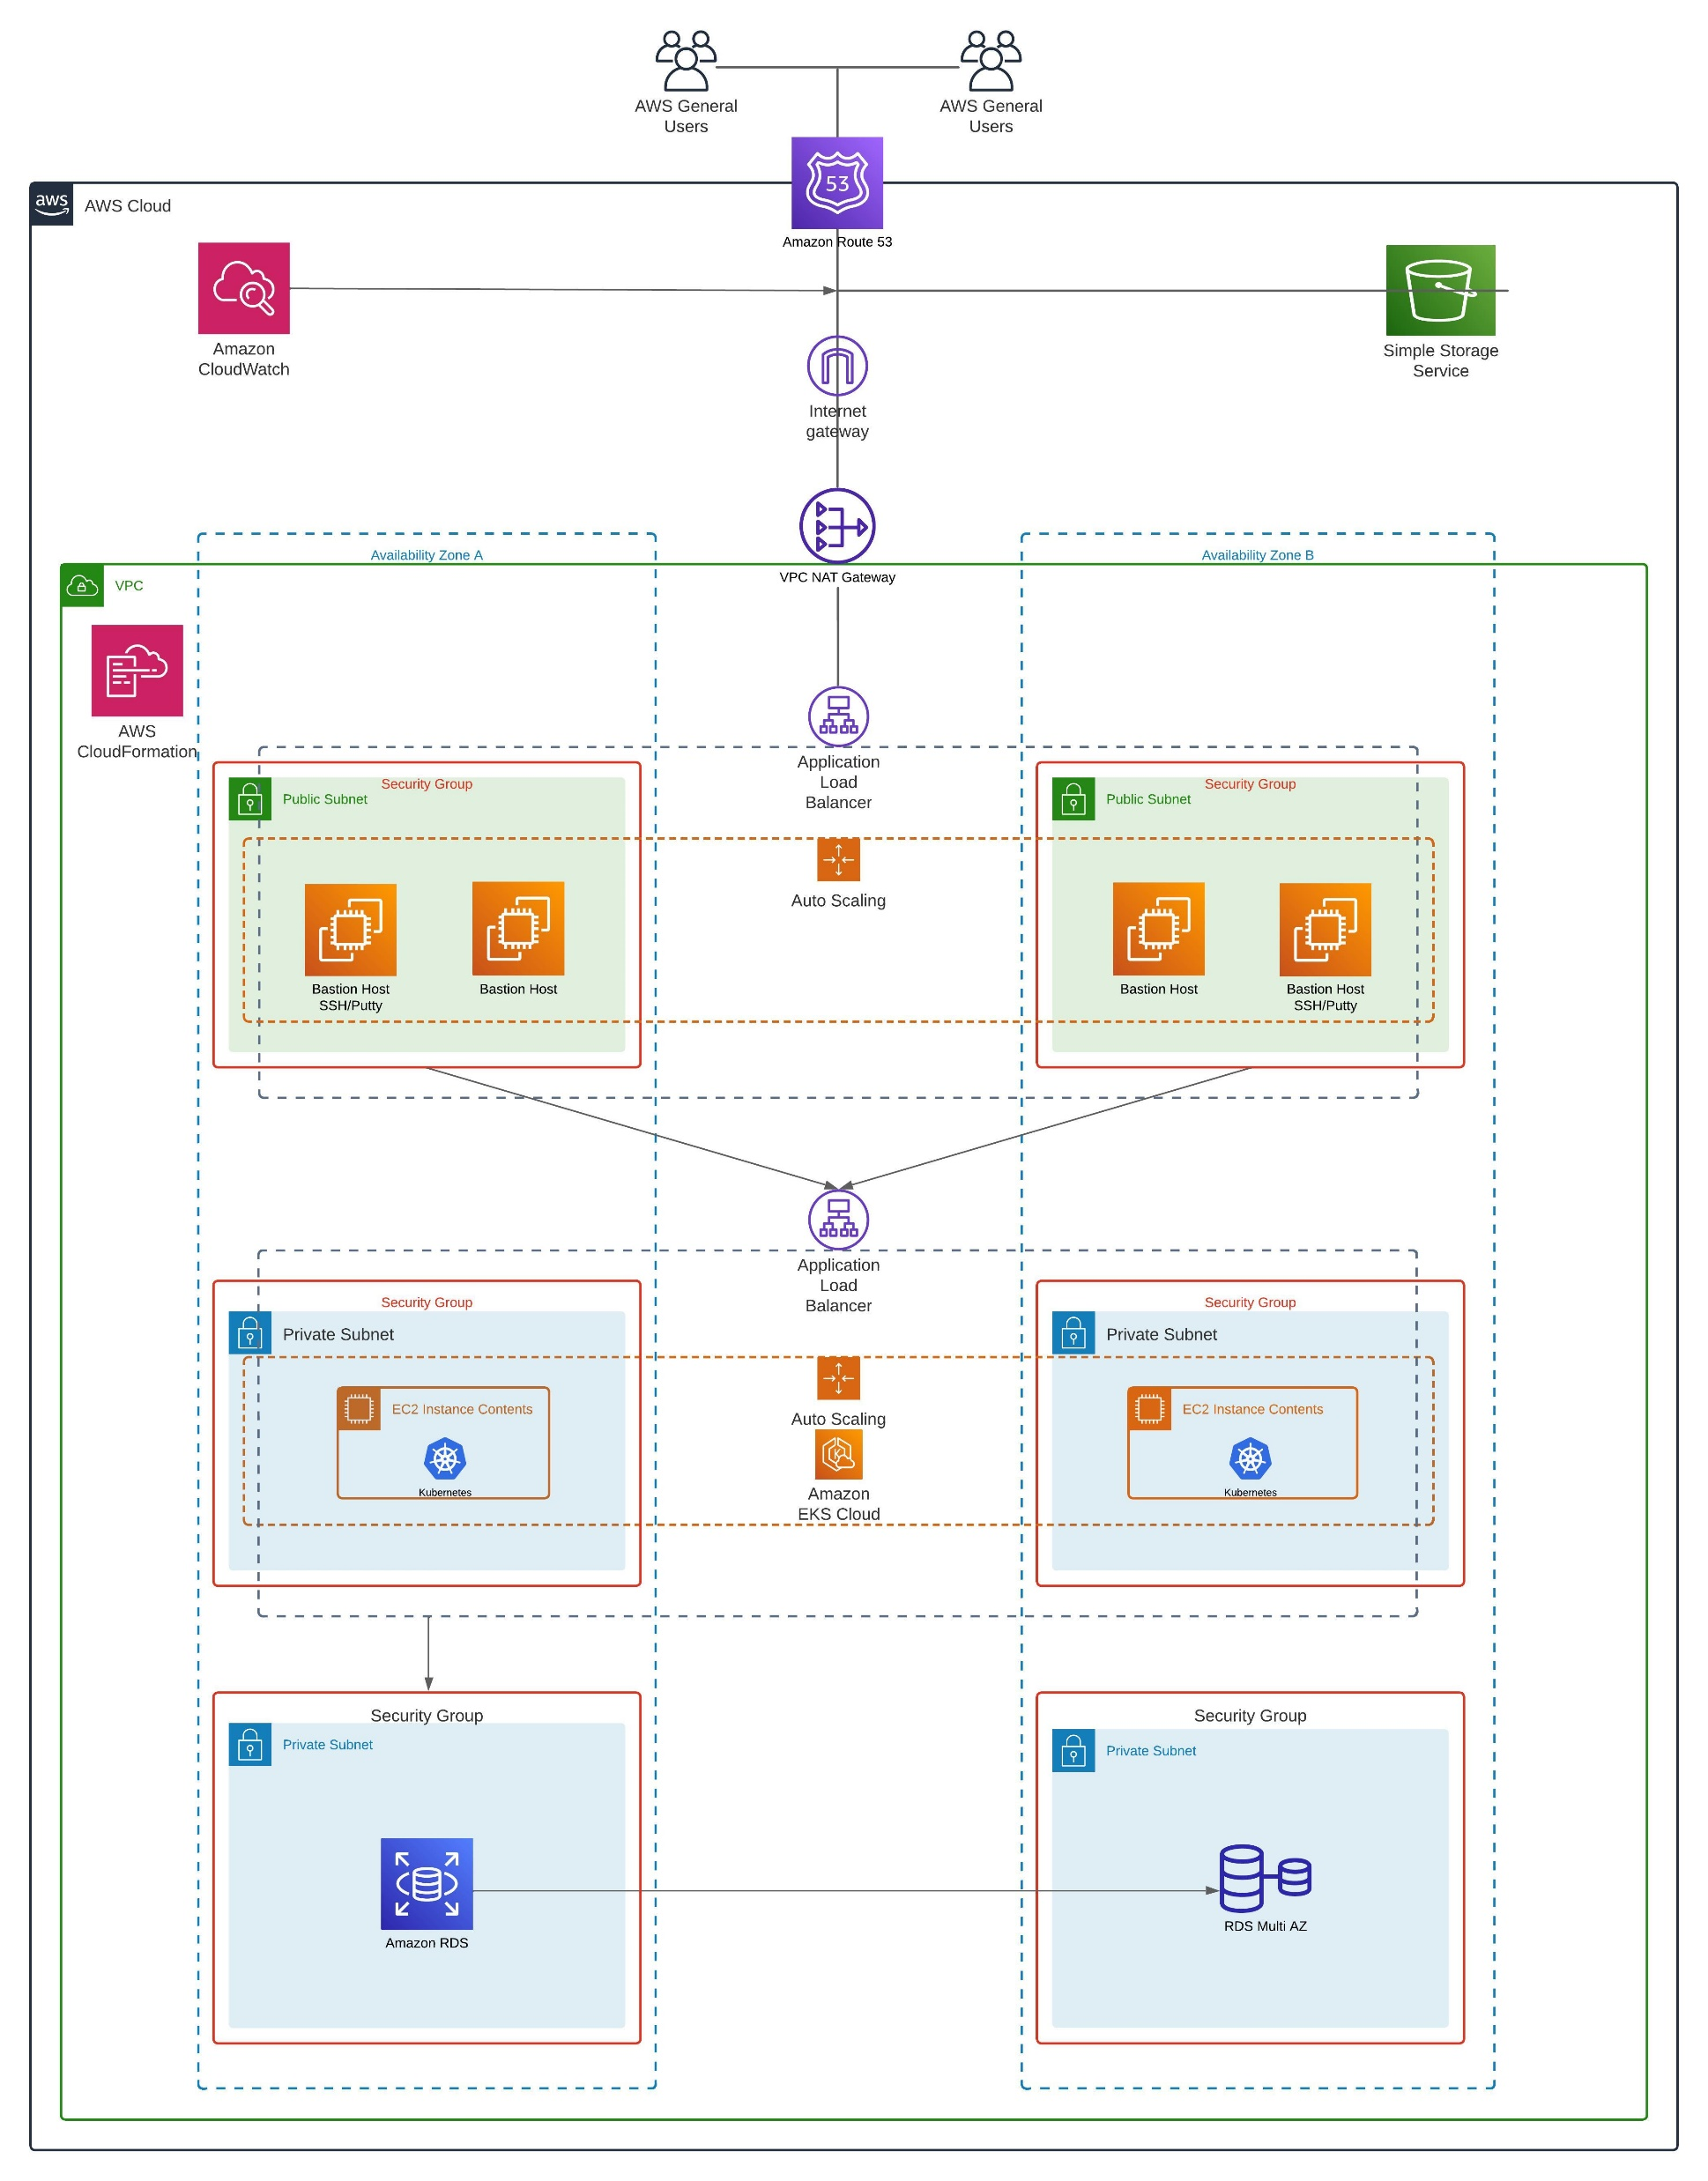 AWS General
Users
AWS General
Users
53
aws
AWS Cloud
Amazon Route 53
Amazon
CloudWatch
Simple Storage
Service
Internet
gateway
Availability Zone A
Availability Zone B
VPC
VPC NAT Gateway
AWS
CloudFormation
Application
Load
Balancer
Security Group
Public Subnet
Security Group
Public Subnet
Auto Scaling
Bastion Host
SSH/Putty
Bastion Host
Bastion Host
Bastion Host
SSH/Putty
Application
Load
Balancer
Security Group
Private Subnet
Security Group
Private Subnet
Auto Scaling
EC2 Instance Contents
Kubernetes
K
Amazon
EKS Cloud
EC2 Instance Contents
Kubernetes
Security Group
Private Subnet
Security Group
Private Subnet
Amazon RDS
RDS Multi AZ